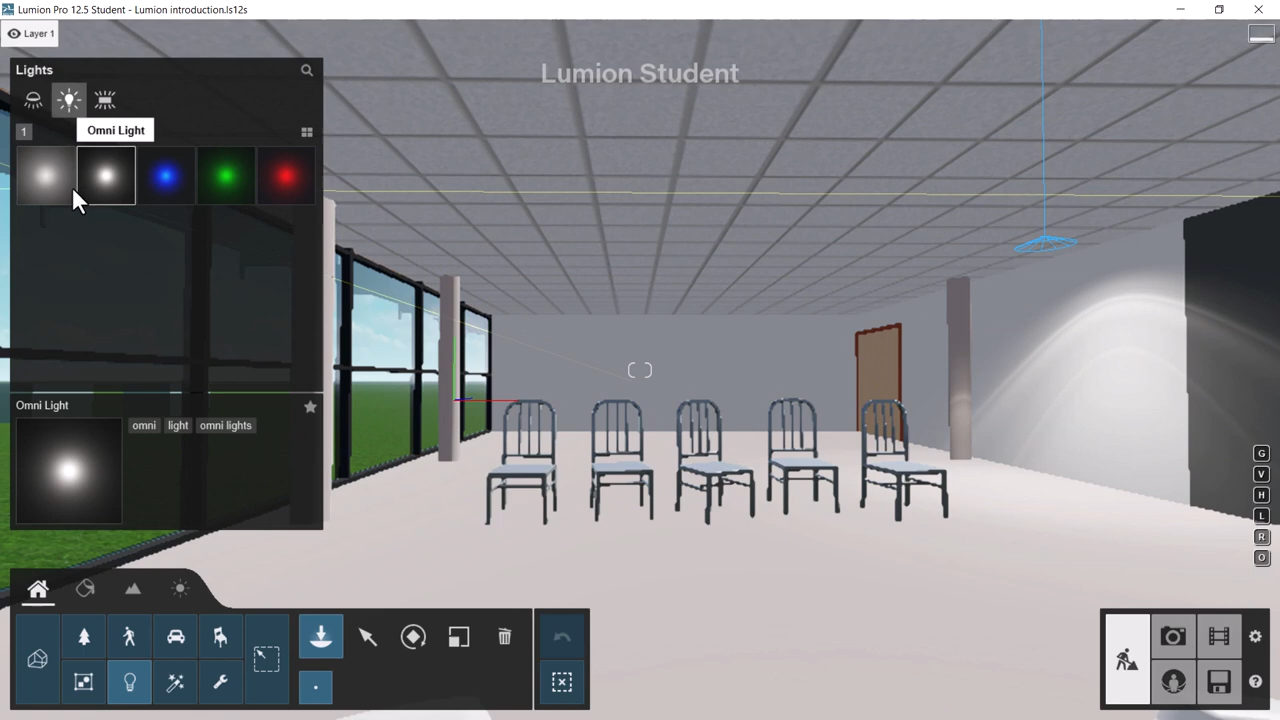 Lumion Pro 12.5 Student - Lumion introduction.ls12s
Layer 1
Lumion Student
Lights
Omni Light
1
Omni Light
omni light omni lights
G
V
H
L
R
O
?